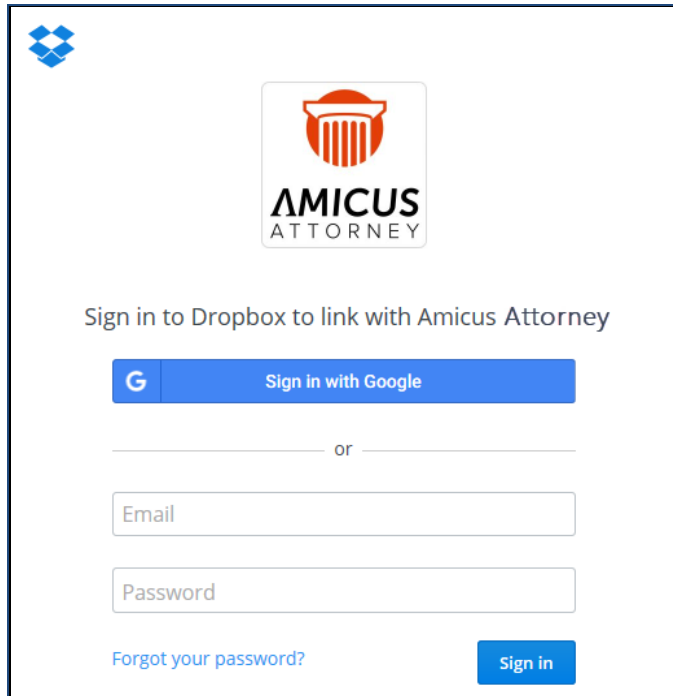 AMICUS
ATTORNEY
Sign in to Dropbox to link with Amicus Attorney
G Sign in with Google
or
Email
Password
Forgot your password? Sign in